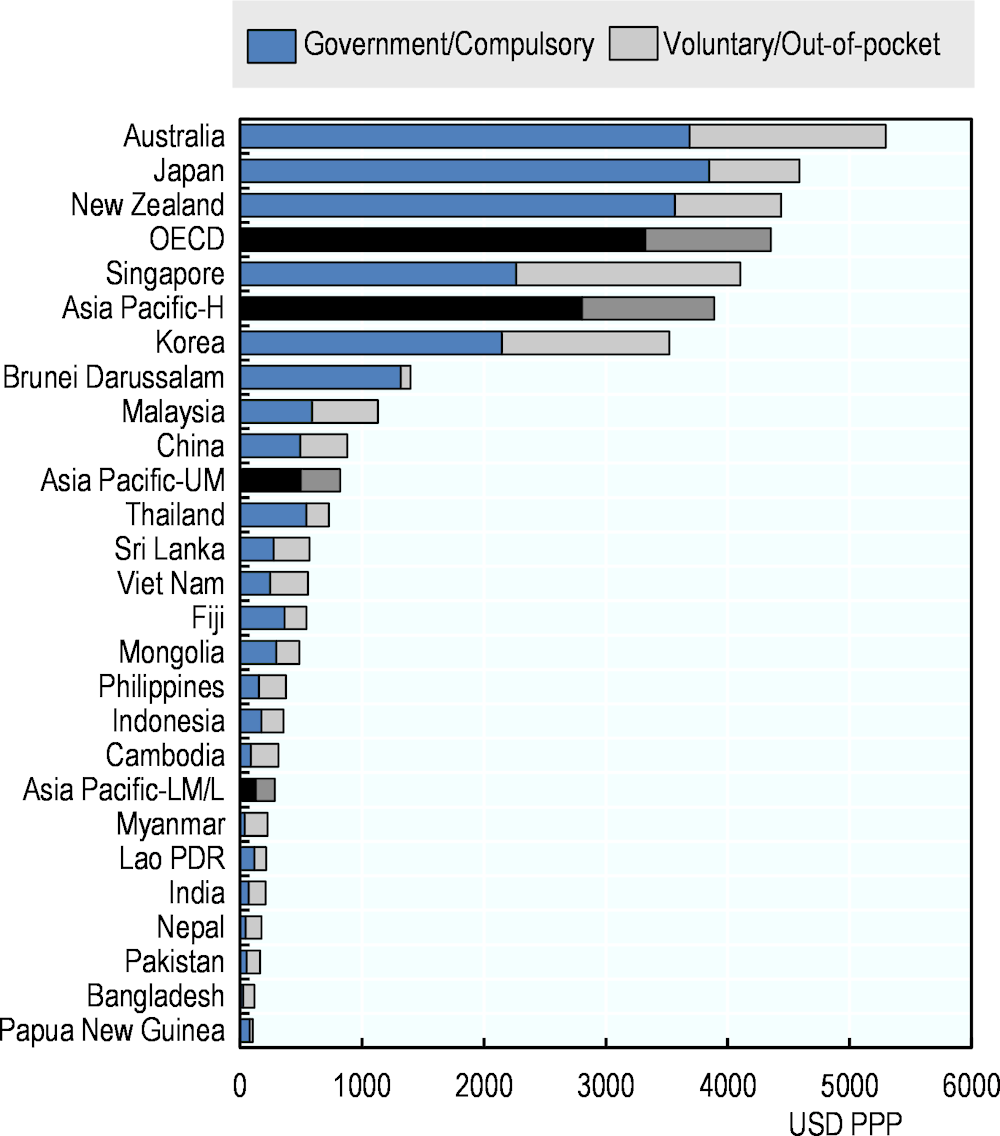 Government/Compulsory Voluntary/Out-of-pocket
Australia
Japan
New Zealand
OECD
Singapore
Asia Pacific-H
Korea
Brunei Darussalam
Malaysia
China
Asia Pacific-UM
Thailand
Sri Lanka
Viet Nam
Fiji
Mongolia
Philippines
Indonesia
Cambodia
Asia Pacific-LM/L
Myanmar
Lao PDR
India
Nepal
Pakistan
Bangladesh
Papua New Guinea
0 1000 2000 3000 4000 5000 6000
USD PPP